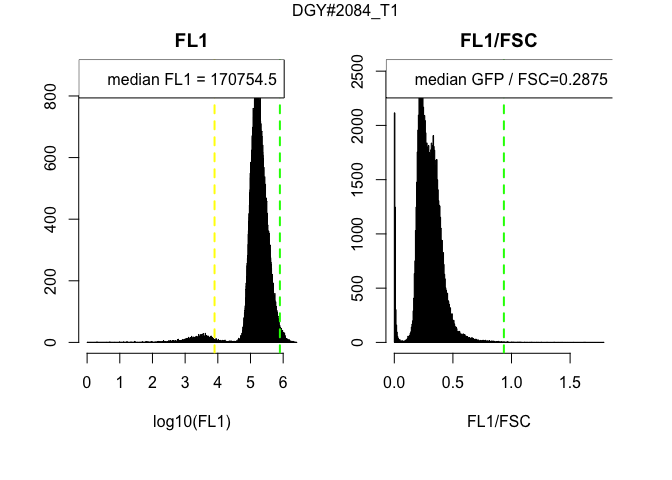 DGY#2084_T1
FL1
median FL1 = 170754.5
800
600
400
200
0
0 1 2 3 4 5 6
log10(FL1)
FL1/FSC
median GFP / FSC=0.2875
2500
2000
1500
1000
500
0
0.0 0.5 1.0 1.5
FL1/FSC